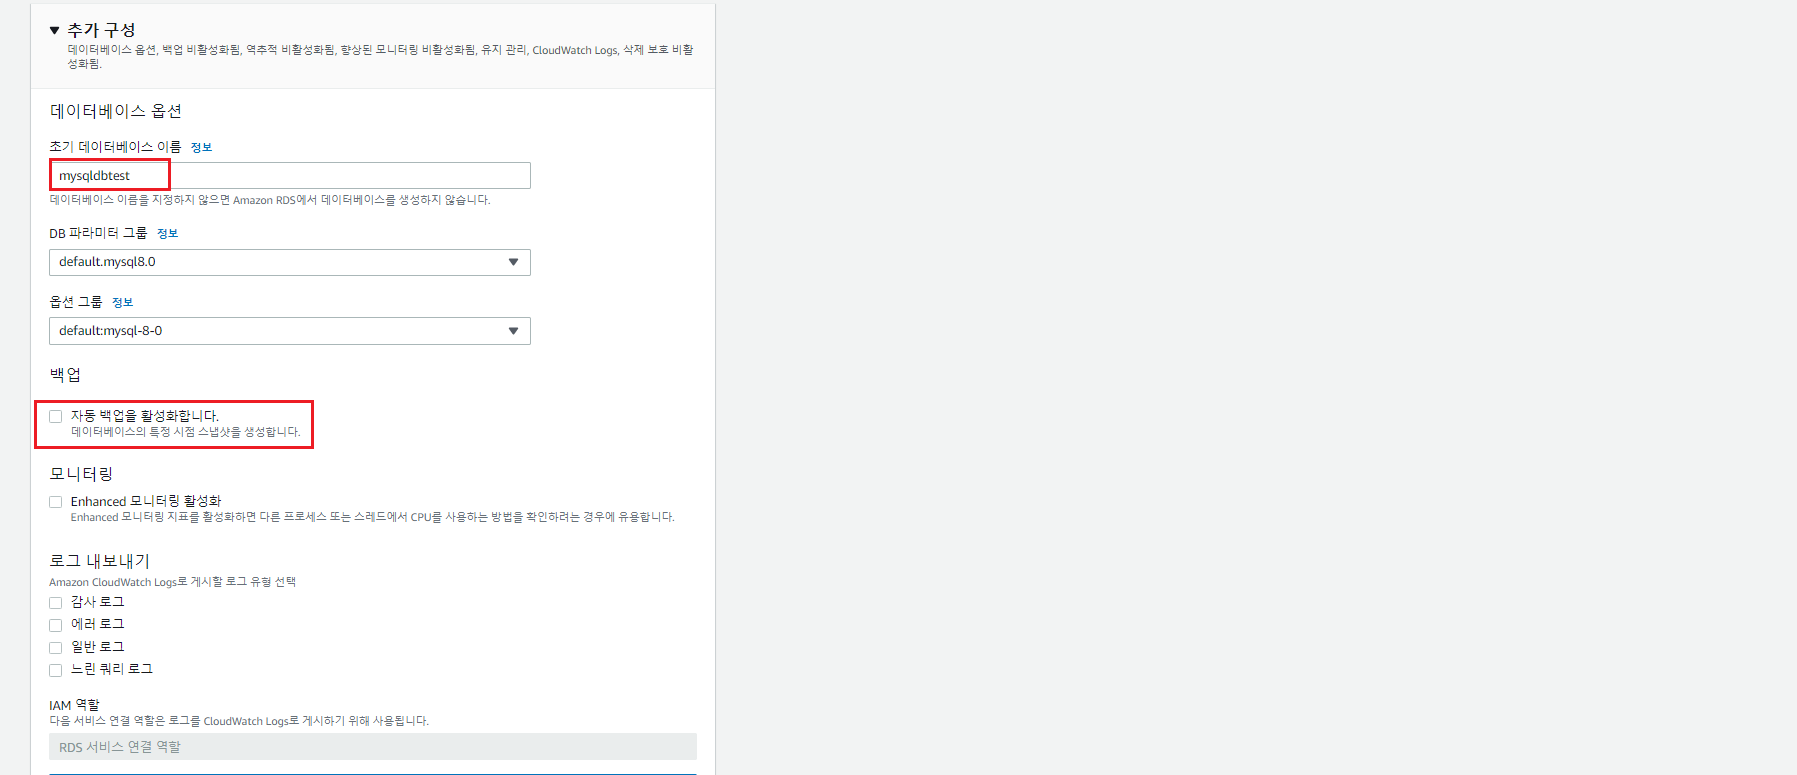 추가 구성
데이터베이스 옵션, 백업 비활성화됨, 역추적 비활성화됨, 향상된 모니터링 비활성화됨, 유지 관리, CloudWatch Logs, 삭제 보호 비활
성화됨.
데이터베이스 옵션
초기 데이터베이스 이름 정보
mysqldbtest
데이터베이스 이름을 지정하지 않으면 Amazon RDS에서 데이터베이스를 생성하지 않습니다.
DB 파라미터 그룹 정보
default.mysql8.0
옵션 그룹 정보
default:mysql-8-0
백업
자동 백업을 활성화합니다.
데이터베이스의 특정 시점 스냅샷을 생성합니다.
모니터링
Enhanced 모니터링 활성화
Enhanced 모니터링 지표를 활성화하면 다른 프로세스 또는 스레드에서 CPU를 사용하는 방법을 확인하려는 경우에 유용합니다.
로그 내보내기
Amazon CloudWatch Logs로 게시할 로그 유형 선택
감사 로그
에러 로그
일반 로그
느린 쿼리 로그
IAM 역할
다음 서비스 연결 역할은 로그를 CloudWatch Logs로 게시하기 위해 사용됩니다.
RDS 서비스 연결 역할